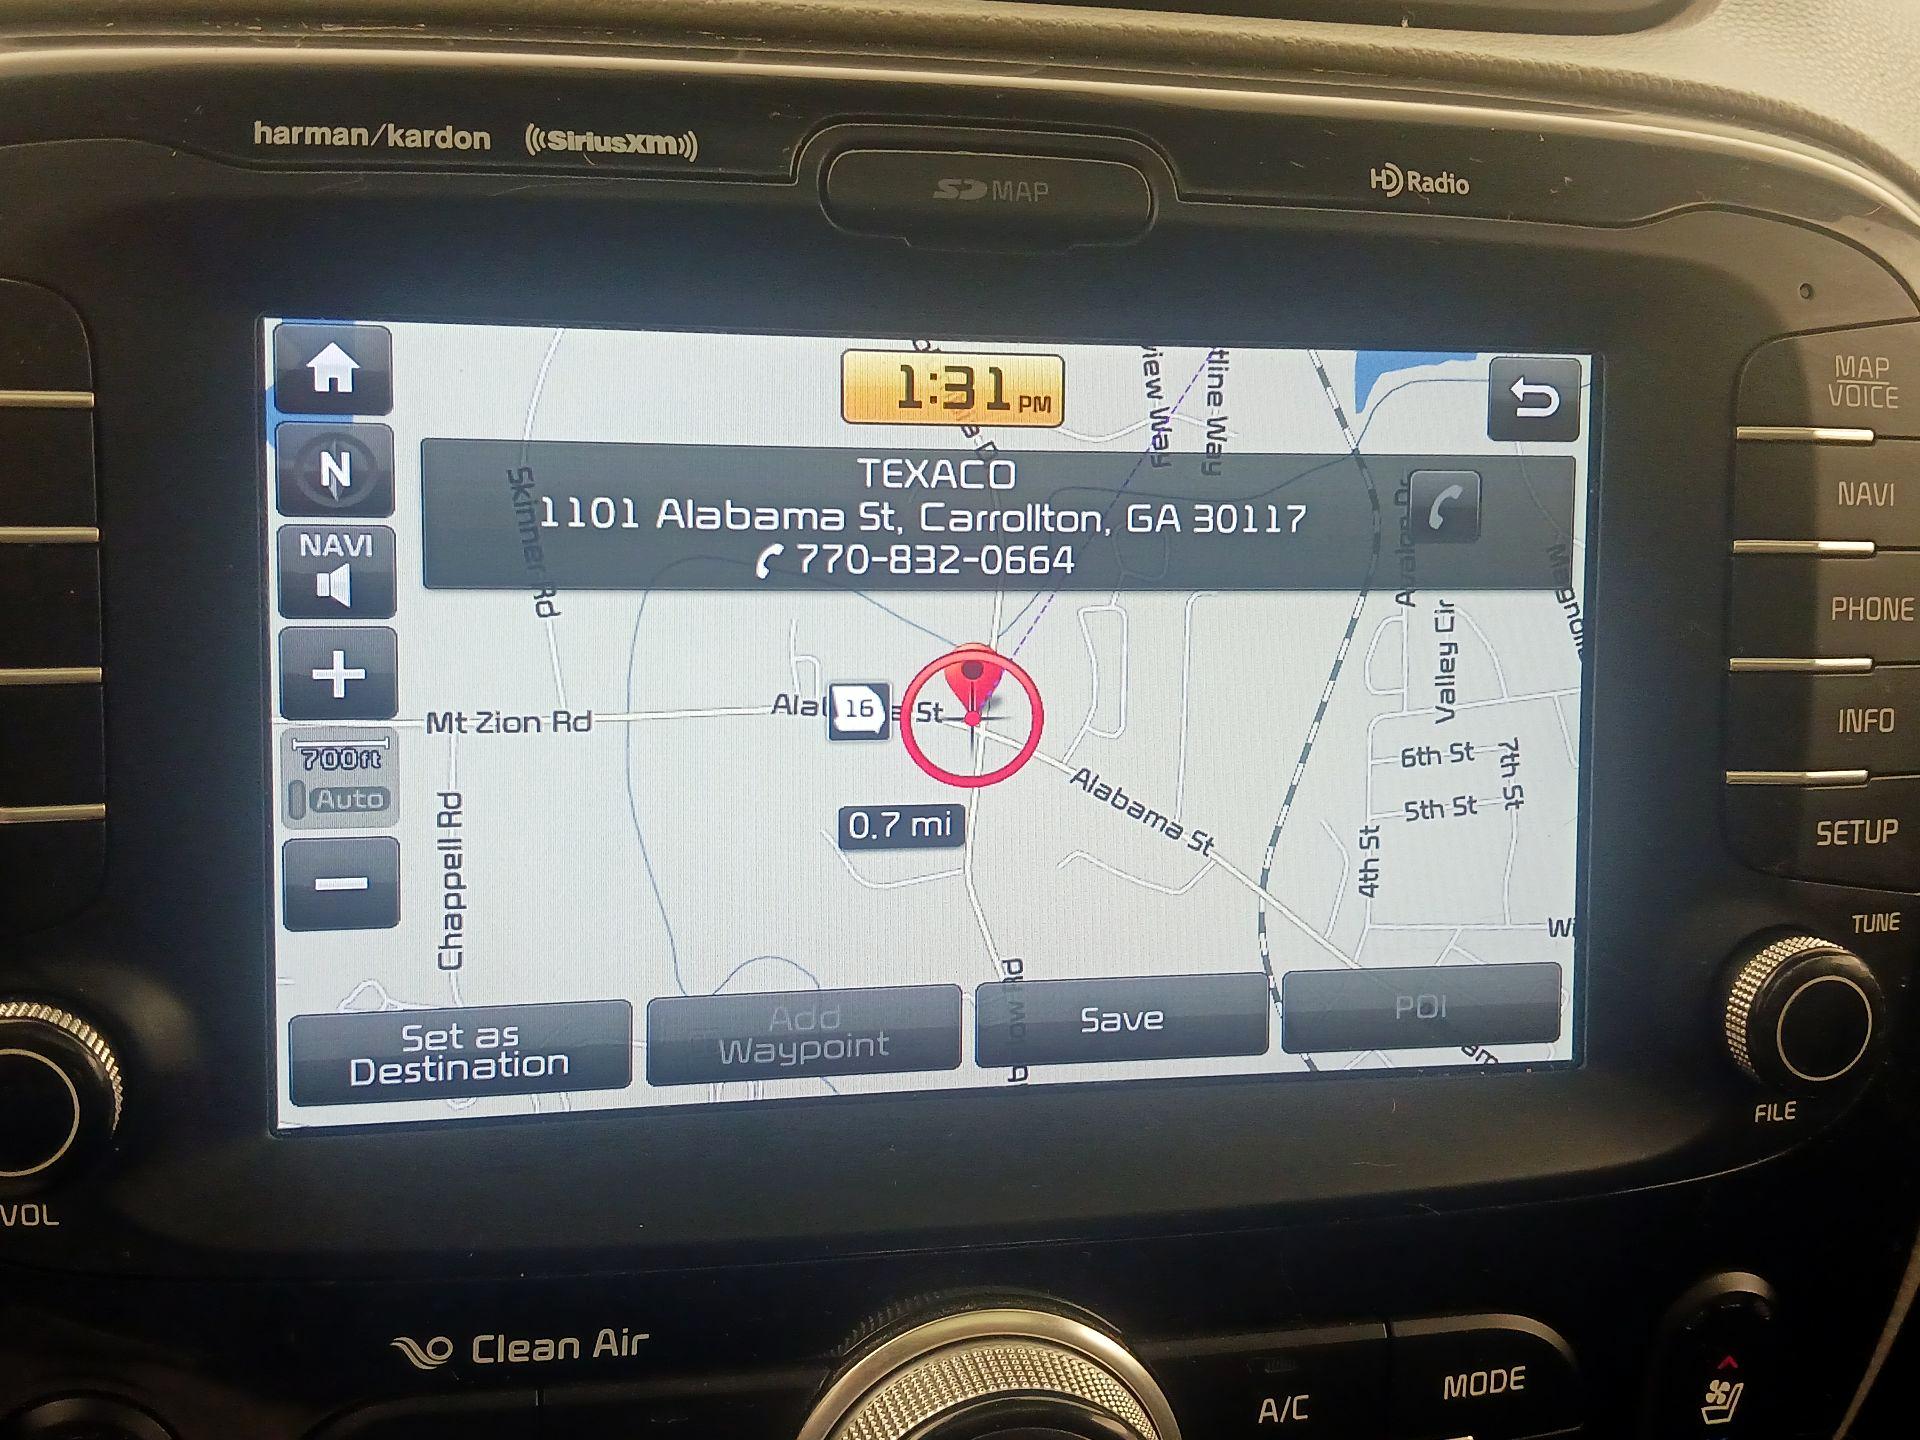 harman/kardon
((SiriusXM))
SD MAP
HD Radio
1:31 PM
TEXACO
1101 Alabama St, Carrollton, GA 30117
770-832-0664
N
NAVI
700ft
Auto
Skinner Rd
Mt Zion Rd
16
St
0.7 mi
Alabama St
Chappell Rd
Avalon Dr
Valley Cir
6th St
7th St
5th St
4th St
Set as
Destination
Add
Waypoint
Save
POI
MAP
VOICE
NAVI
PHONE
INFO
SETUP
TUNE
FILE
VOL
Clean Air
A/C
MODE